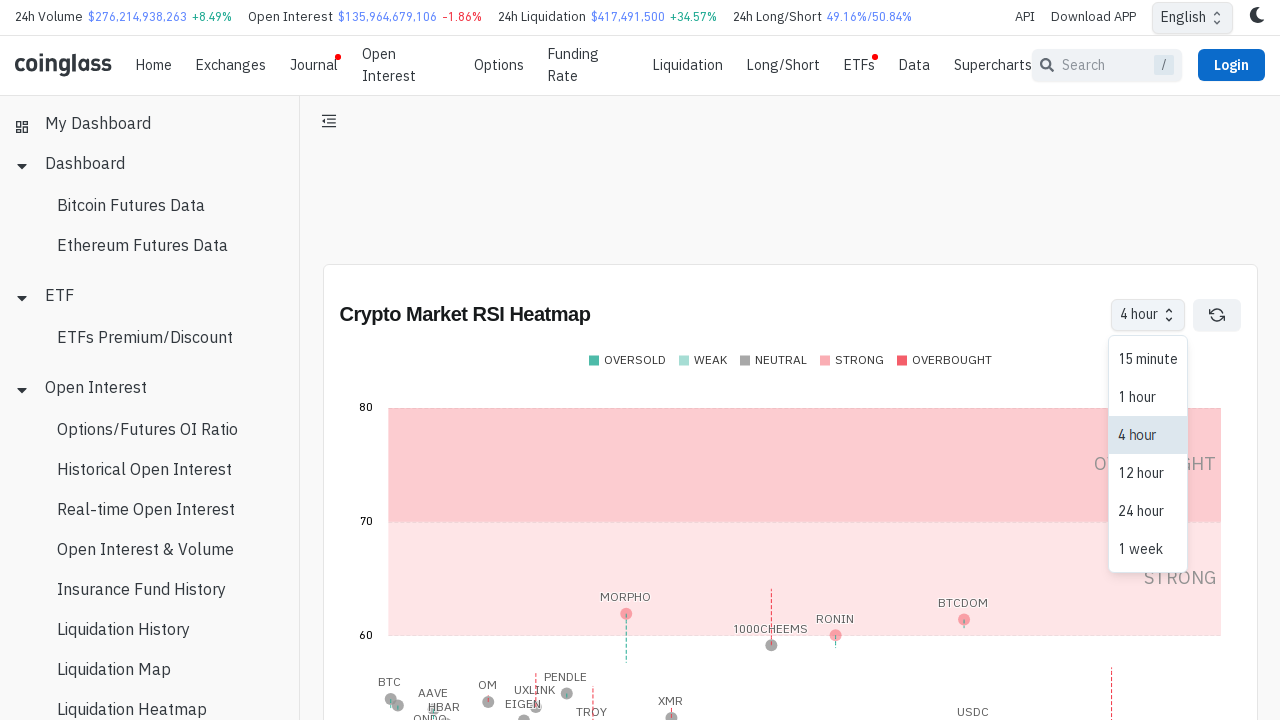 24h Volume $276,214,938,263 +8.49% Open Interest $135,964,679,106 -1.86% 24h Liquidation $417,491,500 +34.57% 24h Long/Short 49.16%/50.84% API Download APP English
coinglass Home Exchanges Journal Open Interest Options Funding Rate Liquidation Long/Short ETFs Data Supercharts Search / Login
My Dashboard
Dashboard
Bitcoin Futures Data
Ethereum Futures Data
ETF
ETFs Premium/Discount
Open Interest
Options/Futures OI Ratio
Historical Open Interest
Real-time Open Interest
Open Interest & Volume
Insurance Fund History
Liquidation History
Liquidation Map
Liquidation Heatmap
Crypto Market RSI Heatmap 4 hour
15 minute
1 hour
4 hour
12 hour
24 hour
1 week
OVERSOLD WEAK NEUTRAL STRONG OVERBOUGHT
80
70
STRONG
60
MORPHO
1000CHEEMS
RONIN
BTCDOM
BTC
AAVE
HBAR
ONDO
OM
UXLINK
EIGEN
PENDLE
TROY
XMR
USDC